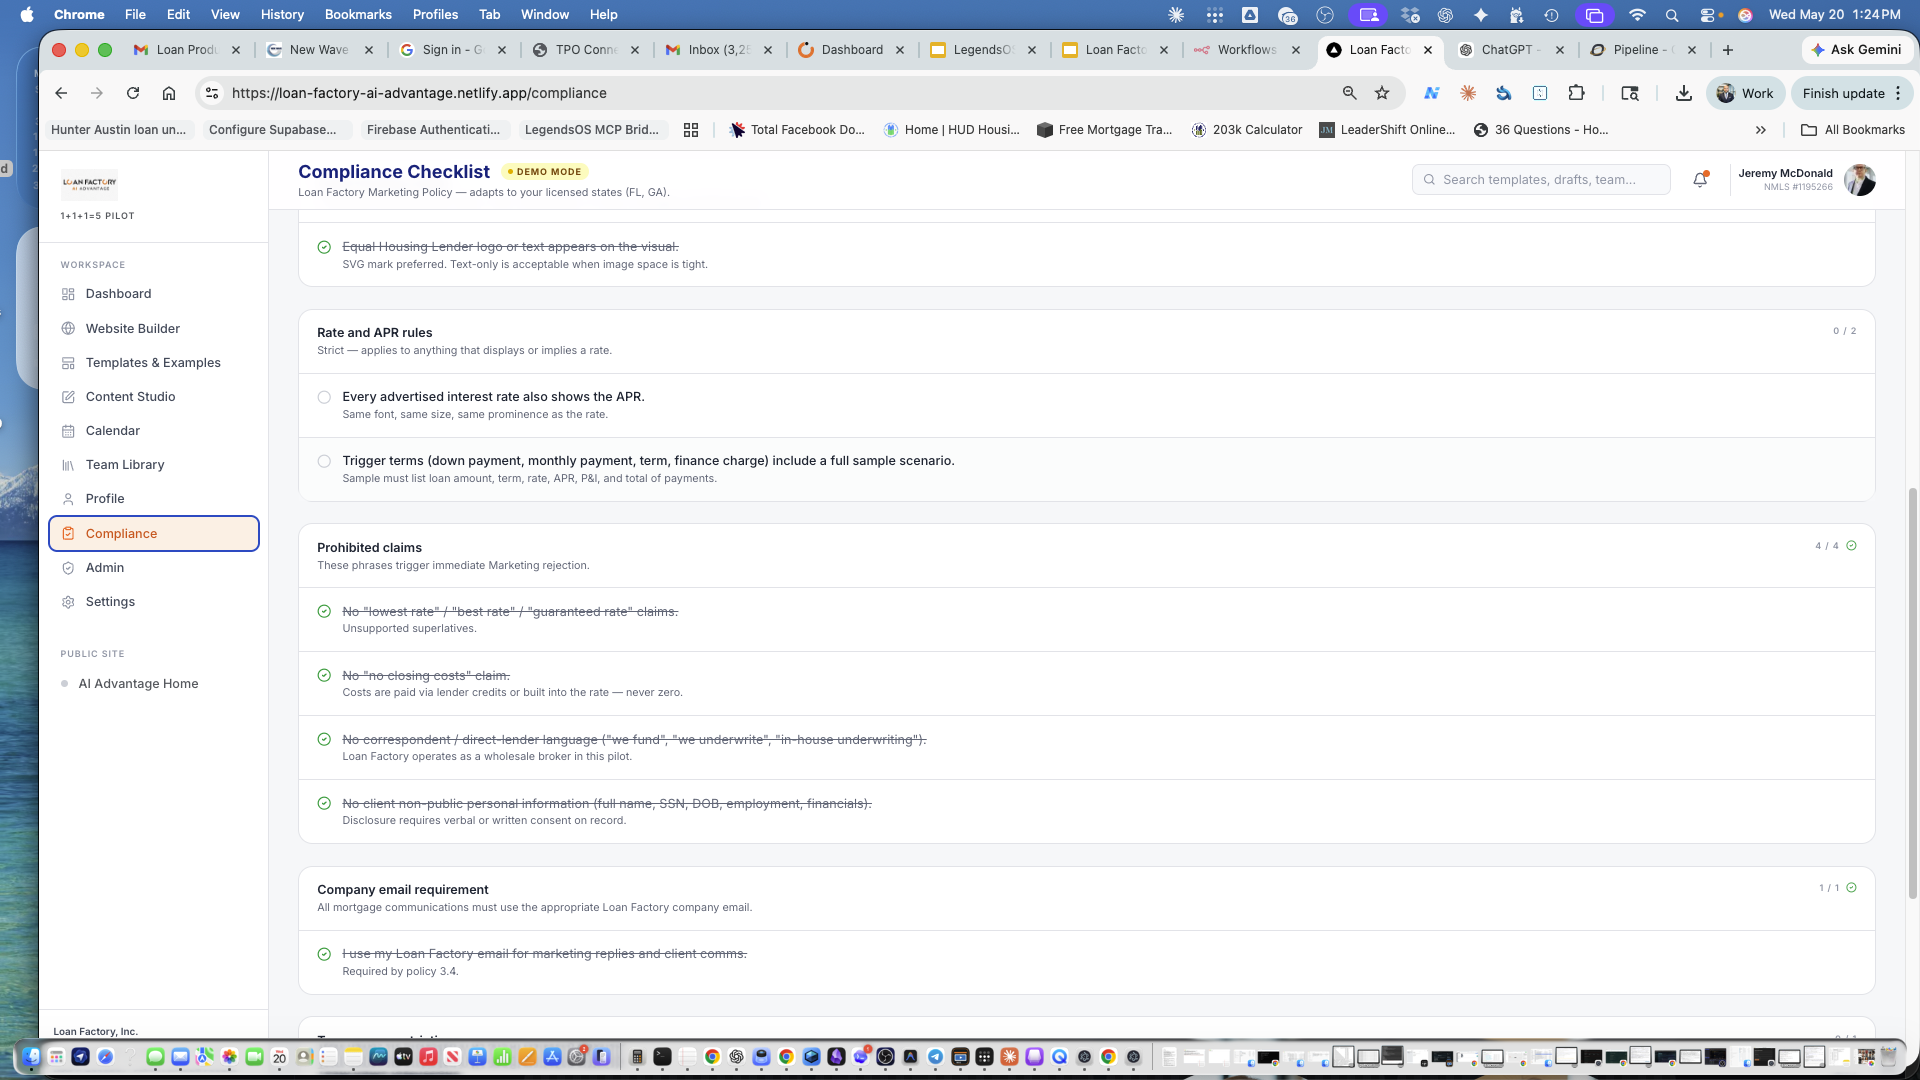 Chrome File Edit View History Bookmarks Profiles Tab Window Help
36
Wed May 20 1:24 PM
Loan Produ
New Wave
Sign in - G
TPO Conne
Inbox (3,28
Dashboard
LegendsOS
Loan Facto
Workflows
Loan Facto
ChatGPT -
Pipeline -
Ask Gemini
https://loan-factory-ai-advantage.netlify.app/compliance
Work
Finish update
Hunter Austin loan un...
Configure Supabase...
Firebase Authenticati...
LegendsOS MCP Brid...
Total Facebook Do...
Home | HUD Housi...
Free Mortgage Tra...
203k Calculator
LeaderShift Online...
36 Questions - Ho...
All Bookmarks
LOAN FACTORY
AI ADVANTAGE
1+1+1=5 PILOT
WORKSPACE
Dashboard
Website Builder
Templates & Examples
Content Studio
Calendar
Team Library
Profile
Compliance
Admin
Settings
PUBLIC SITE
AI Advantage Home
Loan Factory, Inc.
Compliance Checklist
DEMO MODE
Loan Factory Marketing Policy — adapts to your licensed states (FL, GA).
Search templates, drafts, team...
Jeremy McDonald
NMLS #1195266
Equal Housing Lender logo or text appears on the visual.
SVG mark preferred. Text-only is acceptable when image space is tight.
Rate and APR rules
0 / 2
Strict — applies to anything that displays or implies a rate.
Every advertised interest rate also shows the APR.
Same font, same size, same prominence as the rate.
Trigger terms (down payment, monthly payment, term, finance charge) include a full sample scenario.
Sample must list loan amount, term, rate, APR, P&I, and total of payments.
Prohibited claims
4 / 4
These phrases trigger immediate Marketing rejection.
No "lowest rate" / "best rate" / "guaranteed rate" claims.
Unsupported superlatives.
No "no closing costs" claim.
Costs are paid via lender credits or built into the rate — never zero.
No correspondent / direct-lender language ("we fund", "we underwrite", "in-house underwriting").
Loan Factory operates as a wholesale broker in this pilot.
No client non-public personal information (full name, SSN, DOB, employment, financials).
Disclosure requires verbal or written consent on record.
Company email requirement
1 / 1
All mortgage communications must use the appropriate Loan Factory company email.
I use my Loan Factory email for marketing replies and client comms.
Required by policy 3.4.
20